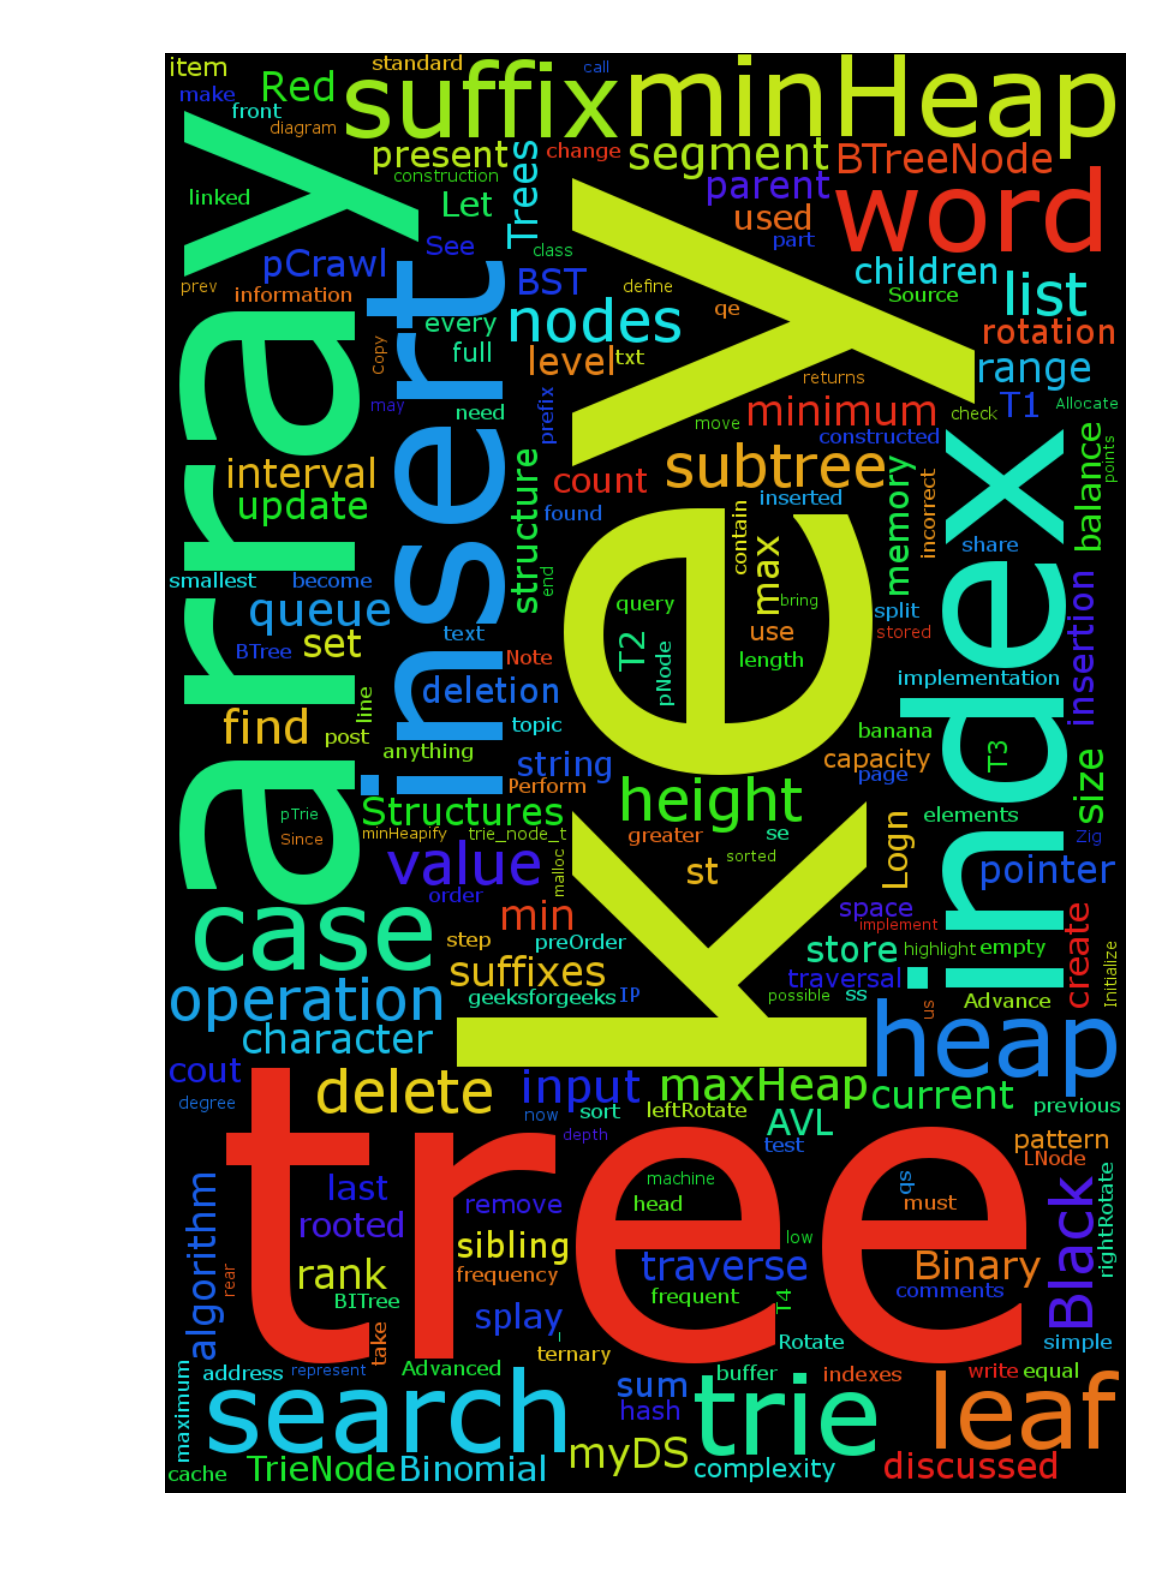 item
standard
call
suffix
minHeap
Red
make
front
diagram
present
change
segment
BTreeNode
construction
Trees
parent
word
linked
Let
used
array
See
class
part
pCrawl
children
prev
information
insert
BST
define
Source
list
every
nodes
qe
key
rotation
full
level
txt
Copy
returns
range
may
need
prefix
move
minimum
check
T1
Allocate
constructed
interval
structure
count
subtree
memory
incorrect
index
balance
points
update
found
inserted
contain
max
share
smallest
become
end
queue
text
query
T2
bring
split
use
stored
insertion
BTree
set
Note
pNode
length
deletion
implementation
find
post
line
topic
banana
anything
string
capacity
T3
Perform
page
size
Structures
height
pTrie
Since
minHeapify
trie_node_t
greater
se
elements
Zig
value
malloc
st
sorted
Logn
pointer
order
case
min
space
implement
create
step
preOrder
store
highlight
empty
suffixes
traversal
Initialize
operation
geeksforgeeks
IP
possible
ss
us
Advance
character
heap
cout
delete
input
maxHeap
current
degree
now
sort
leftRotate
AVL
previous
tree
depth
test
pattern
LNode
algorithm
last
remove
machine
head
qs
must
Black
rightRotate
rooted
sibling
low
rank
frequency
traverse
Binary
rear
BITree
frequent
T4
comments
splay
take
l
ternary
Rotate
simple
maximum
address
represent
Advanced
buffer
indexes
write
equal
search
sum
hash
trie
leaf
cache
TrieNode
Binomial
myDS
complexity
discussed